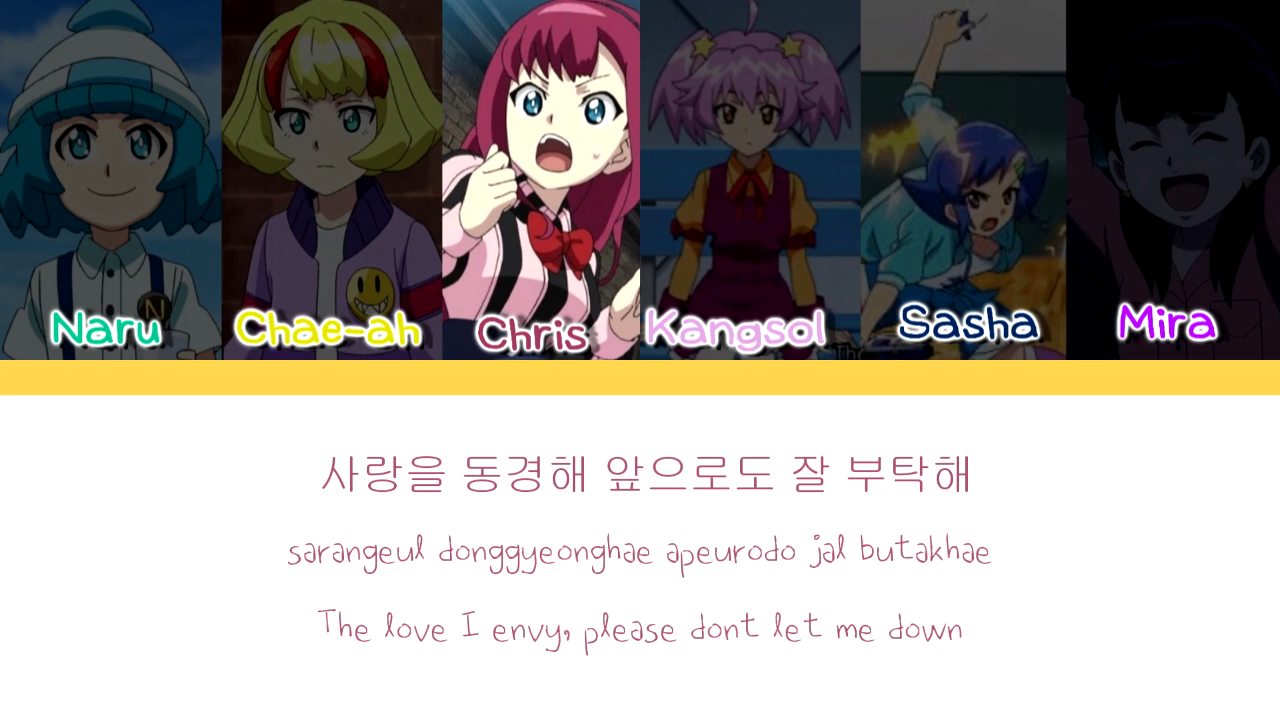 Naru Chae-ah Chris Kangsol Sasha Mira
N
사랑을 동경해 앞으로도 잘 부탁해
sarangeul donggyeonghae apeurodo jal butakhae
The love I envy, please dont let me down